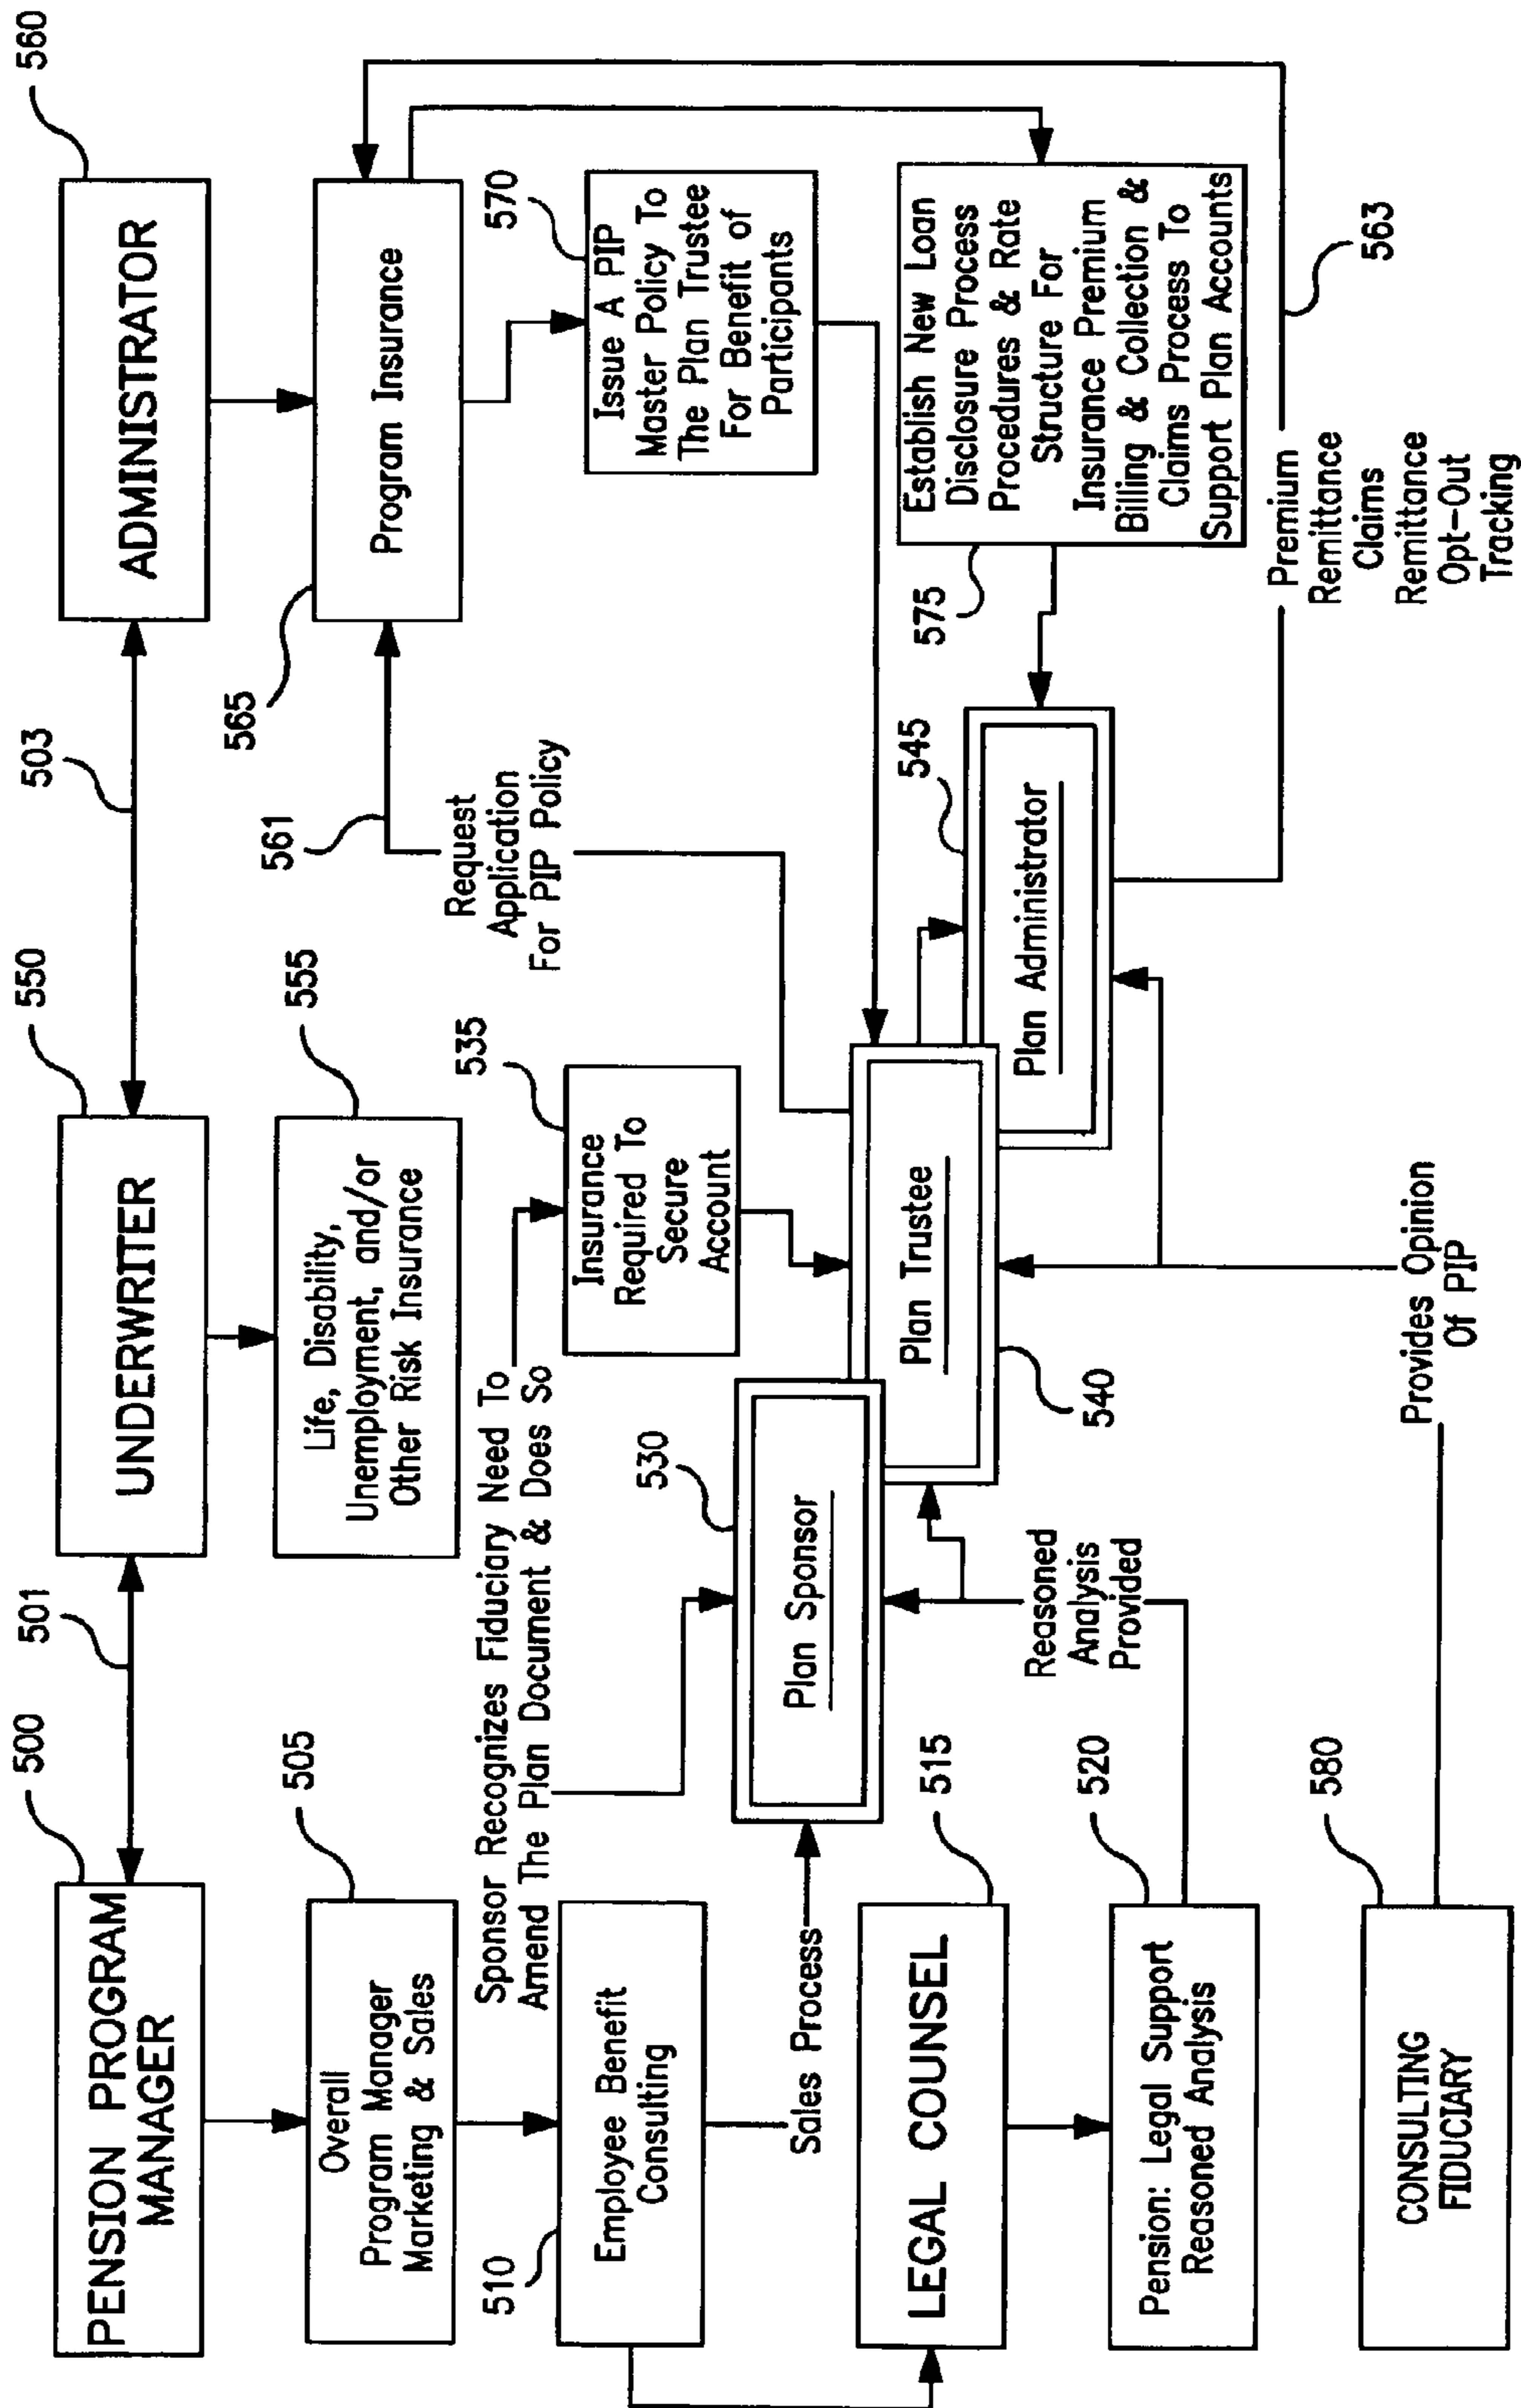 500
PENSION PROGRAM
MANAGER
501
550
UNDERWRITER
503
560
ADMINISTRATOR
505
Overall
Program Manager
Marketing & Sales
555
Life, Disability,
Unemployment, and/or
Other Risk Insurance
565
Program Insurance
561
Request
Application
For PIP Policy
Sponsor Recognizes Fiduciary Need To
Amend The Plan Document & Does So
510
Employee Benefit
Consulting
Sales Process
535
Insurance
Required To
Secure
Account
570
Issue A PIP
Master Policy To
The Plan Trustee
For Benefit of
Participants
530
Plan Sponsor
Plan Trustee
540
545
Plan Administrator
575
Establish New Loan
Disclosure Process
Procedures & Rate
Structure For
Insurance Premium
Billing & Collection &
Claims Process To
Support Plan Accounts
515
LEGAL COUNSEL
520
Pension: Legal Support
Reasoned Analysis
Reasoned
Analysis
Provided
580
CONSULTING
FIDUCIARY
Provides Opinion
Of PIP
Premium
Remittance
Claims
Remittance
Opt-Out
Tracking
563